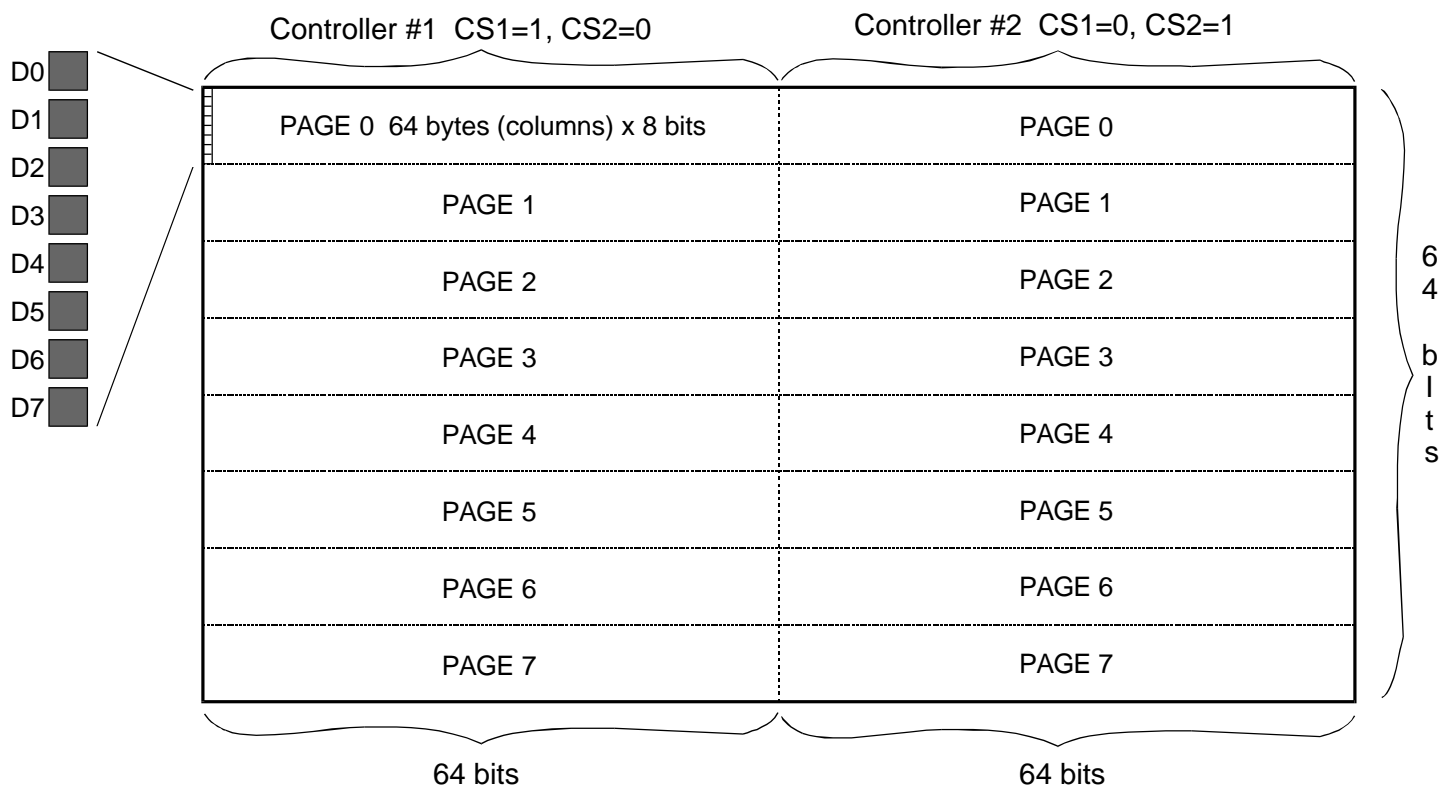 Controller #1 CS1=1, CS2=0
Controller #2 CS1=0, CS2=1
D0
D1
D2
D3
D4
D5
D6
D7
PAGE 0 64 bytes (columns) x 8 bits
PAGE 0
PAGE 1
PAGE 1
PAGE 2
PAGE 2
PAGE 3
PAGE 3
PAGE 4
PAGE 4
PAGE 5
PAGE 5
PAGE 6
PAGE 6
PAGE 7
PAGE 7
64 bIts
64 bits
64 bits